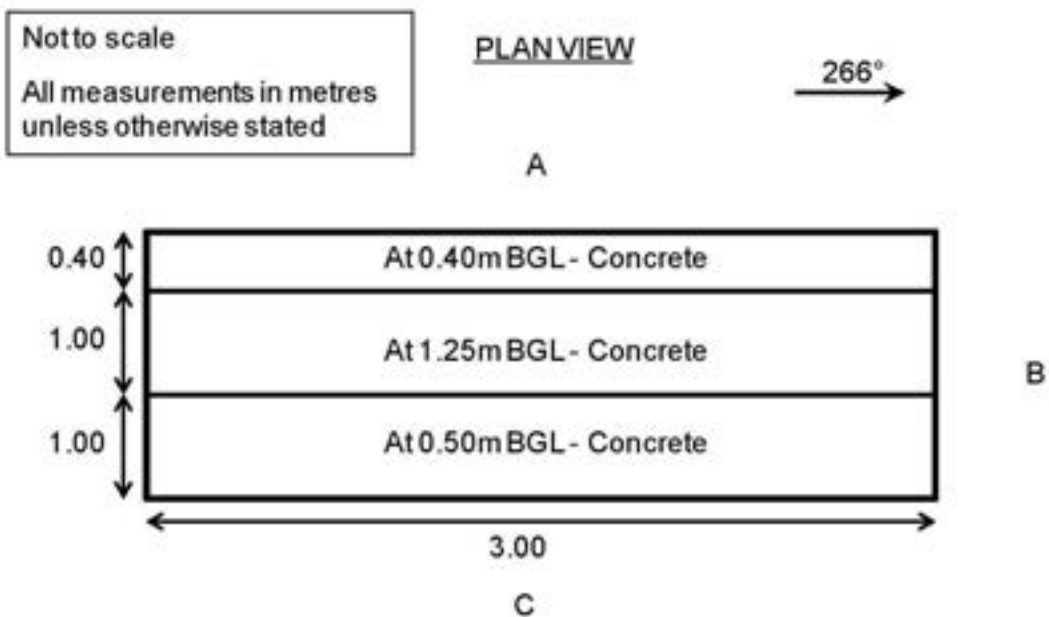 Not to scale
All measurements in metres
unless otherwise stated
PLAN VIEW
266°
A
0.40
At 0.40m BGL - Concrete
1.00
At 1.25m BGL - Concrete
B
1.00
At 0.50m BGL - Concrete
3.00
C